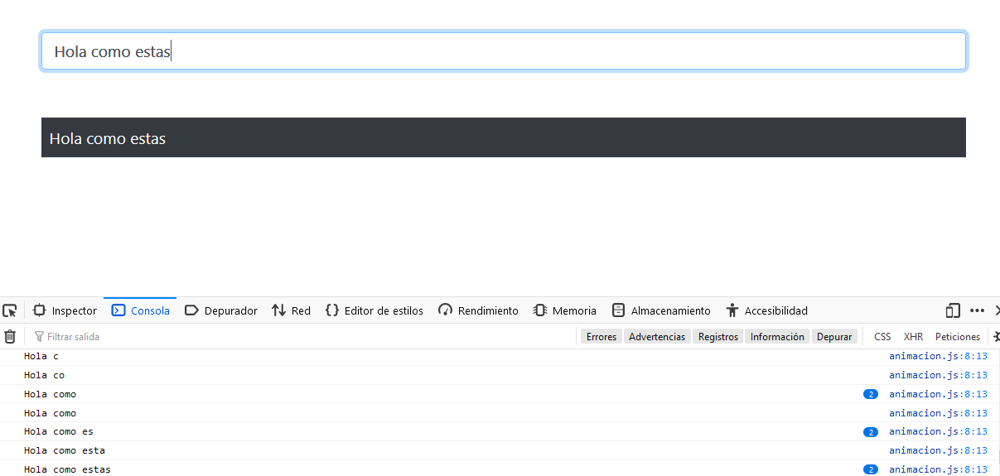 Hola como estas
Hola como estas
Inspector Consola Depurador Red {} Editor de estilos Rendimiento Memoria Almacenamiento Accesibilidad
Filtrar salida Errores Advertencias Registros Información Depurar CSS XHR Peticiones
Hola c animacion.js:8:13
Hola co animacion.js:8:13
Hola como 2 animacion.js:8:13
Hola como animacion.js:8:13
Hola como es 2 animacion.js:8:13
Hola como esta animacion.js:8:13
Hola como estas 2 animacion.js:8:13